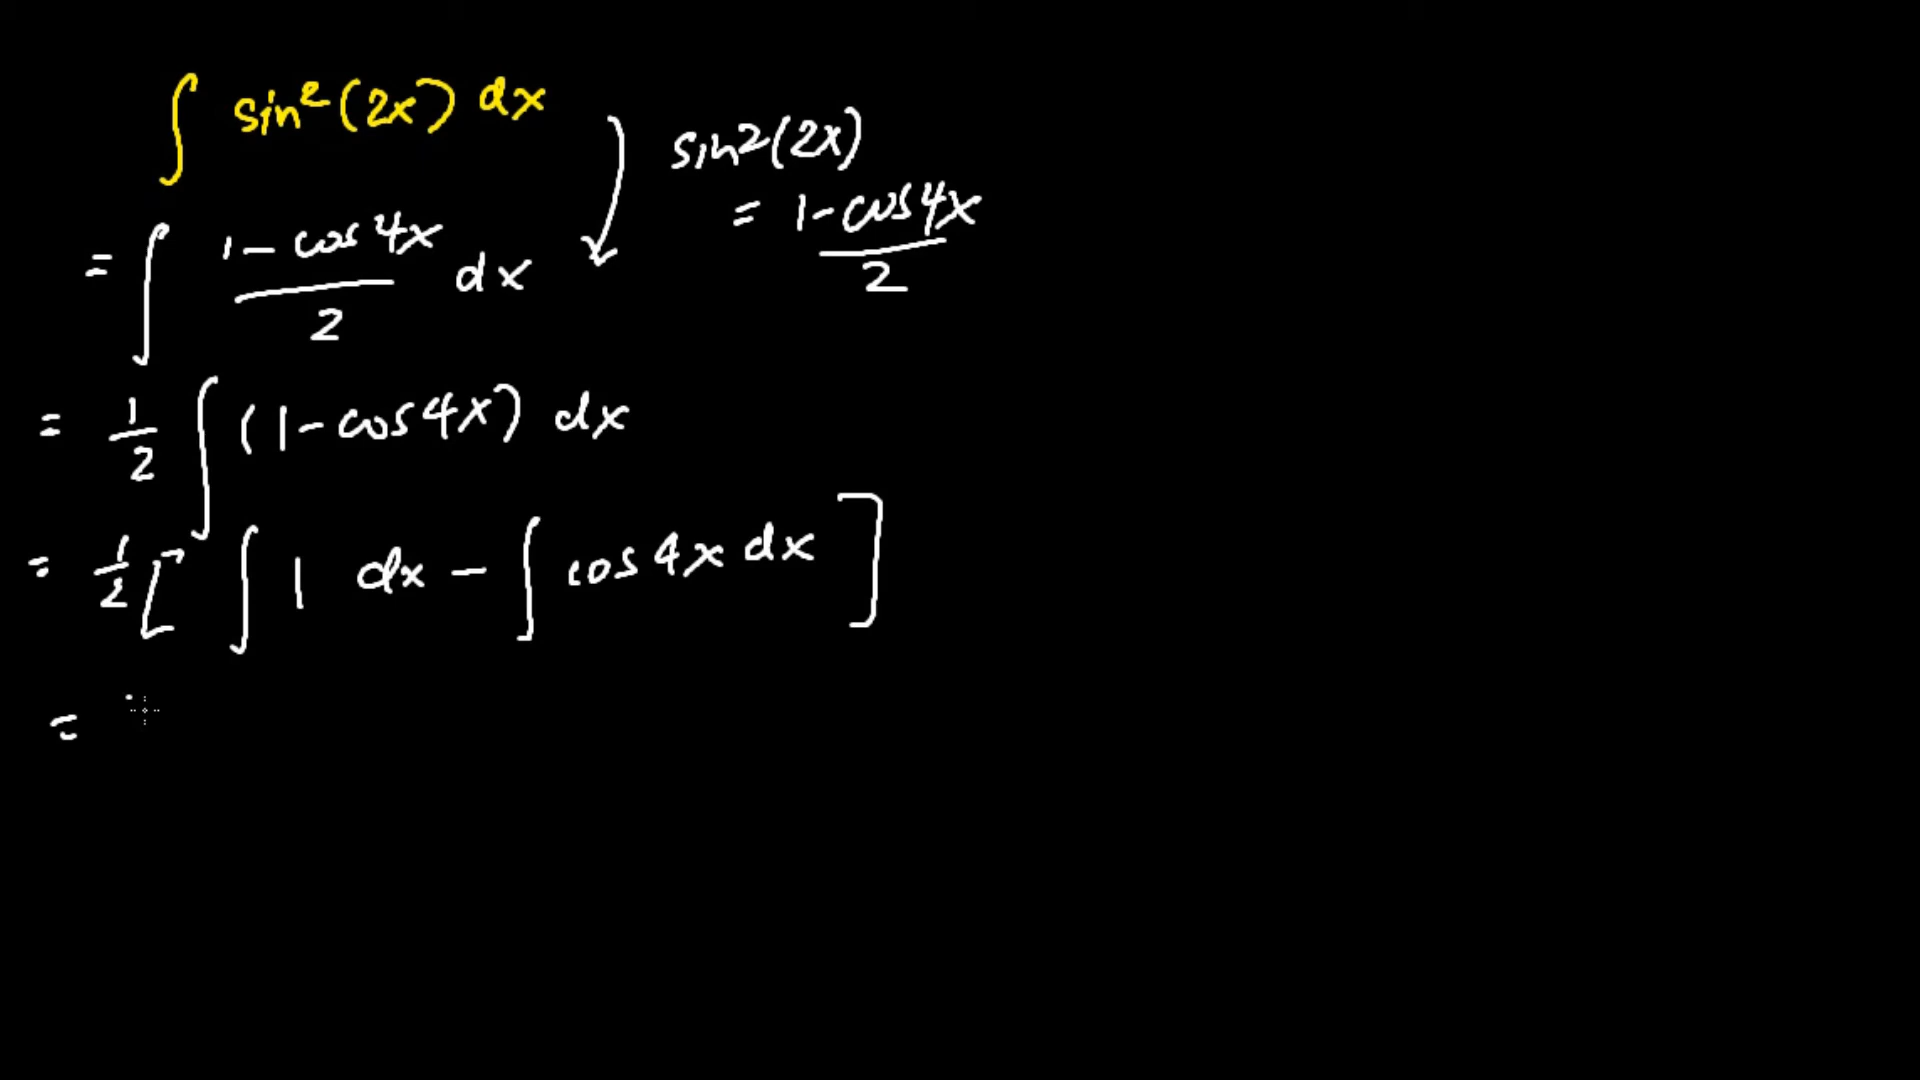 ∫ sin²(2x) dx
sin²(2x)
= (1-cos4x)/2
= ∫ (1-cos4x)/2 dx
= 1/2 ∫ (1-cos4x) dx
= 1/2 [ ∫ 1 dx - ∫ cos4x dx ]
=